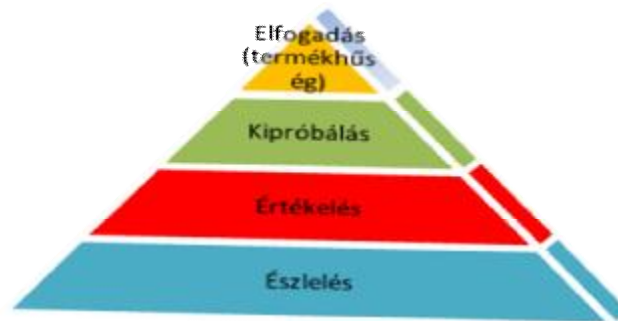 Elfogadás
(termékhűs
ég)
Kipróbálás
Értékelés
Észlelés